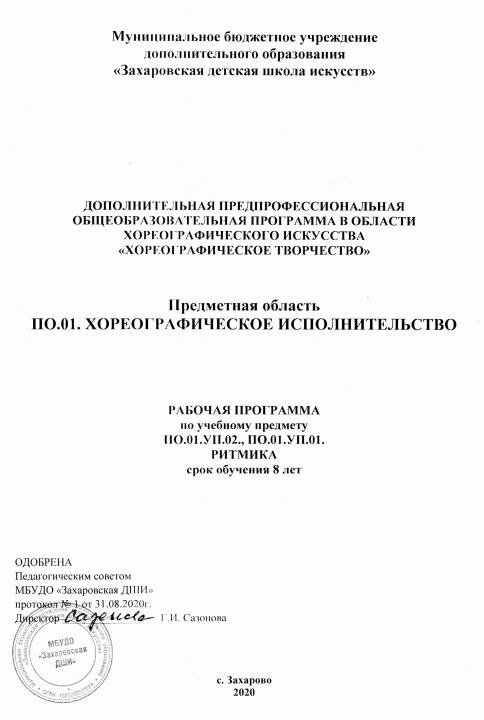 Муниципальное бюджетное учреждение
дополнительного образования
«Захаровская детская школа искусств»
ДОПОЛНИТЕЛЬНАЯ ПРЕДПРОФЕССИОНАЛЬНАЯ
ОБЩЕОБРАЗОВАТЕЛЬНАЯ ПРОГРАММА В ОБЛАСТИ
ХОРЕОГРАФИЧЕСКОГО ИСКУССТВА
«ХОРЕОГРАФИЧЕСКОЕ ТВОРЧЕСТВО»
Предметная область
ПО.01. ХОРЕОГРАФИЧЕСКОЕ ИСПОЛНИТЕЛЬСТВО
РАБОЧАЯ ПРОГРАММА
по учебному предмету
ПО.01.УП.02., ПО.01.УП.01.
РИТМИКА
срок обучения 8 лет
ОДОБРЕНА
Педагогическим советом
МБУДО «Захаровская ДШИ»
протокол № 1 от 31.08.2020г.
Директор Г.И. Сазонова
МБУДО
«Захаровская
ДШИ»
с. Захарово
2020